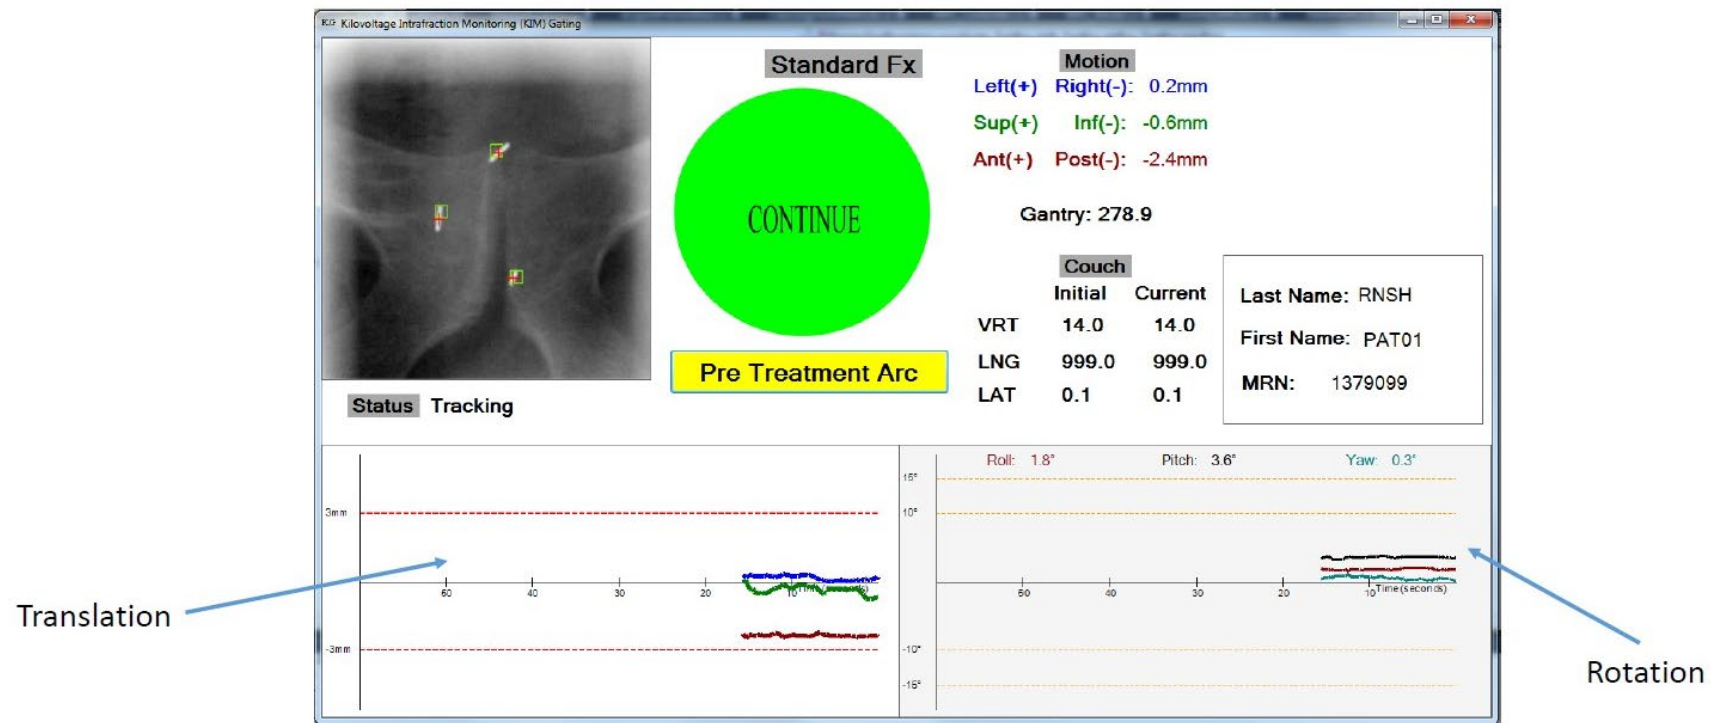 Kilovoltage Intrafraction Monitoring (KIM) Gating
Standard Fx
CONTINUE
Pre Treatment Arc
Status Tracking
Motion
Left(+) Right(-): 0.2mm
Sup(+) Inf(-): -0.6mm
Ant(+) Post(-): -2.4mm
Gantry: 278.9
Couch
Initial Current
VRT 14.0 14.0
LNG 999.0 999.0
LAT 0.1 0.1
Last Name: RNSH
First Name: PAT01
MRN: 1379099
3mm
60 40 30 20 10 Time(seconds)
-3mm
Translation
Roll: 1.8° Pitch: 3.6° Yaw: 0.3°
15°
10°
50 40 30 20 10 Time(seconds)
-10°
-15°
Rotation